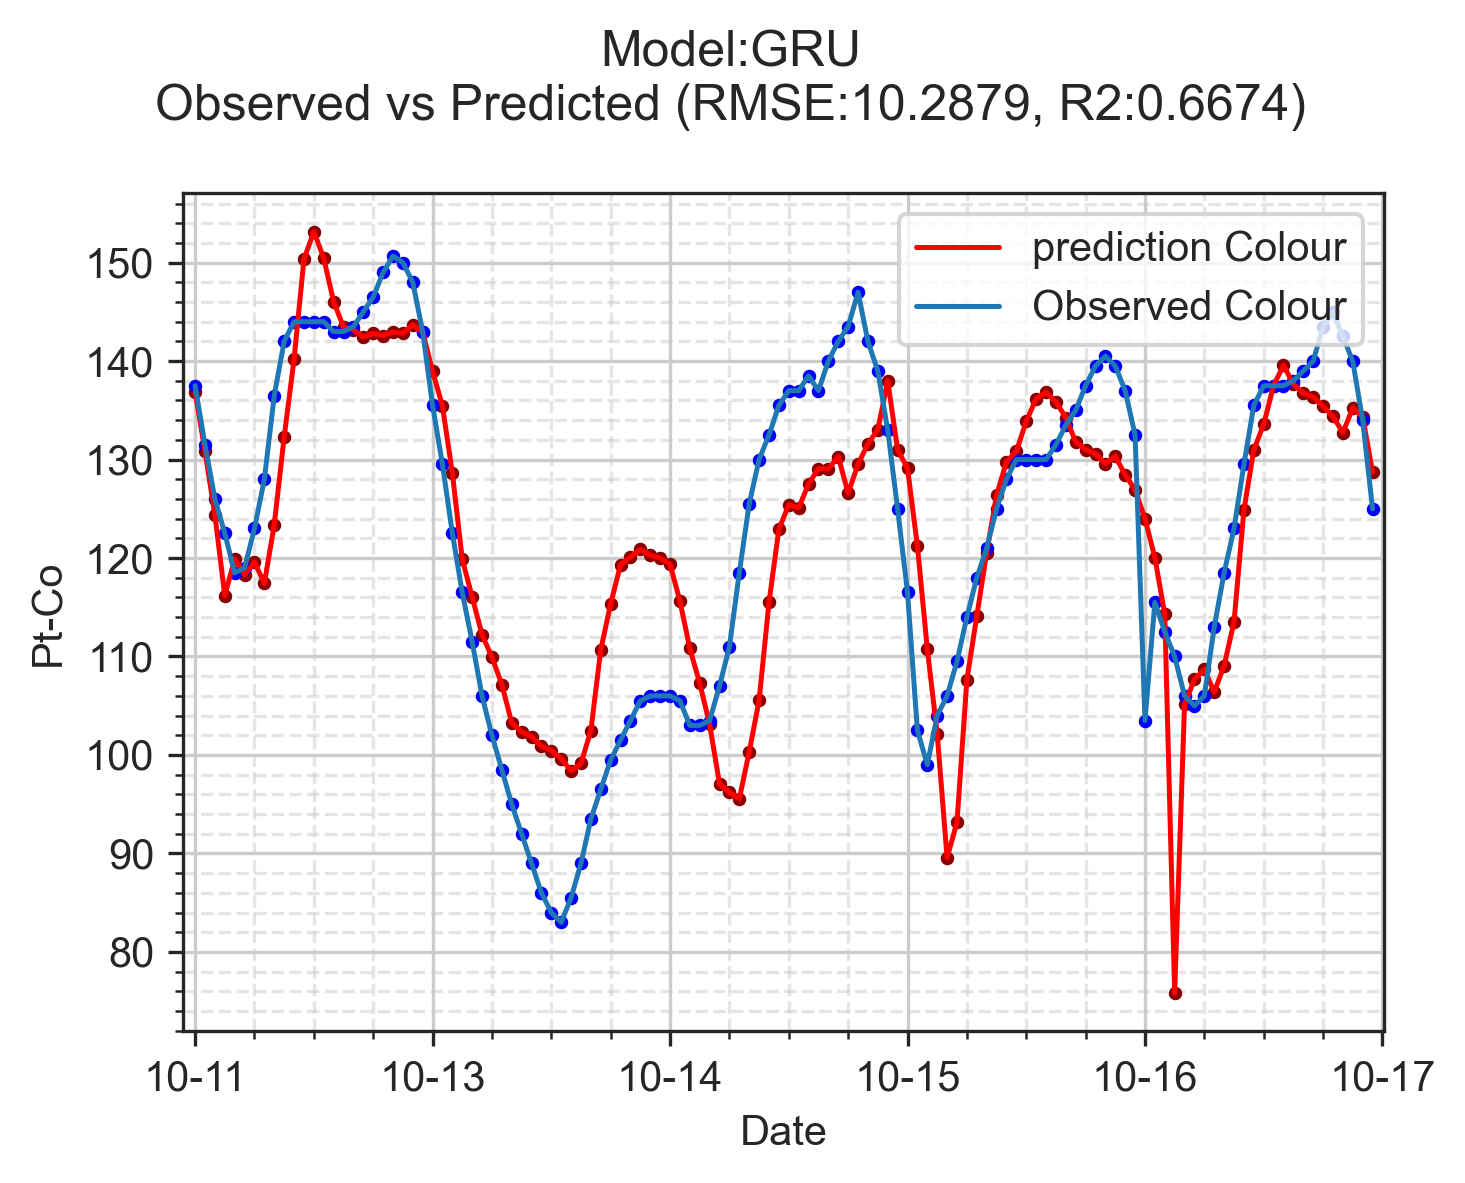 Model:GRU
Observed vs Predicted (RMSE:10.2879, R2:0.6674)
prediction Colour
Observed Colour
150
140
130
120
110
100
90
80
Pt-Co
10-11
10-13
10-14
10-15
10-16
10-17
Date